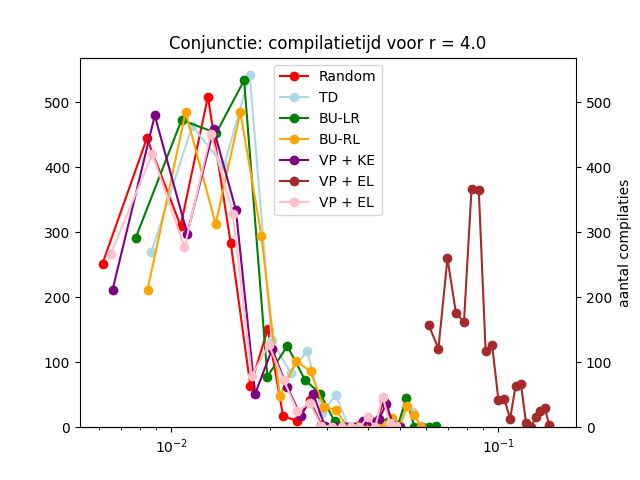 Conjunctie: compilatietijd voor r = 4.0
Random
TD
BU-LR
BU-RL
VP + KE
VP + EL
VP + EL
500
400
300
200
100
0
500
400
300
200
100
0
aantal compilaties
10⁻²
10⁻¹